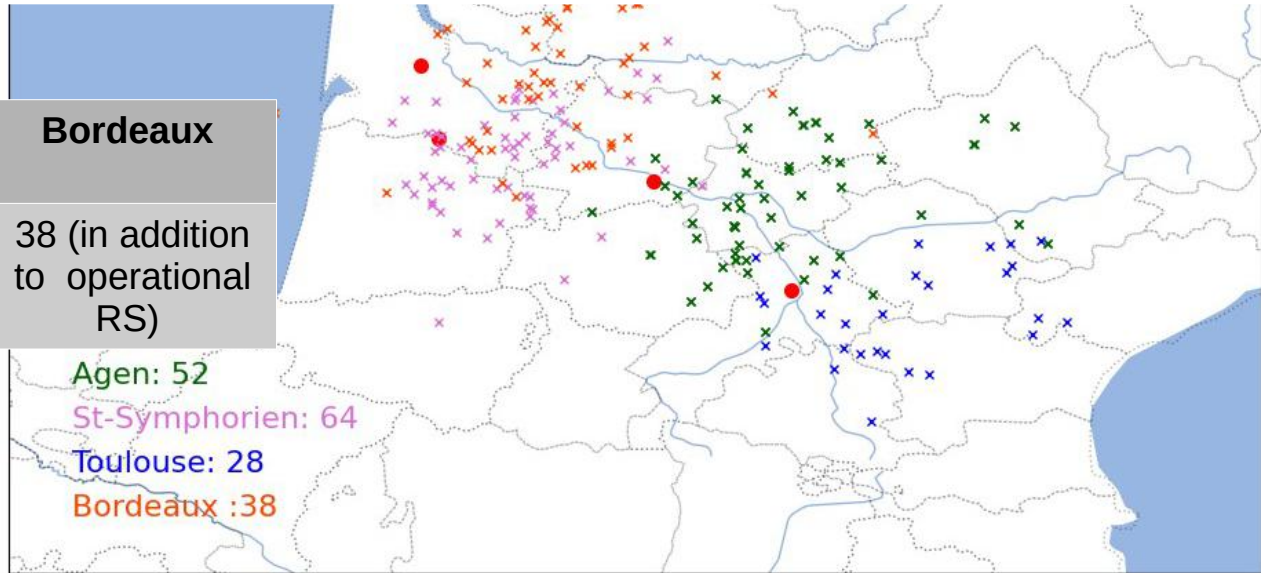 Bordeaux
38 (in addition
to operational
RS)
Agen: 52
St-Symphorien: 64
Toulouse: 28
Bordeaux :38